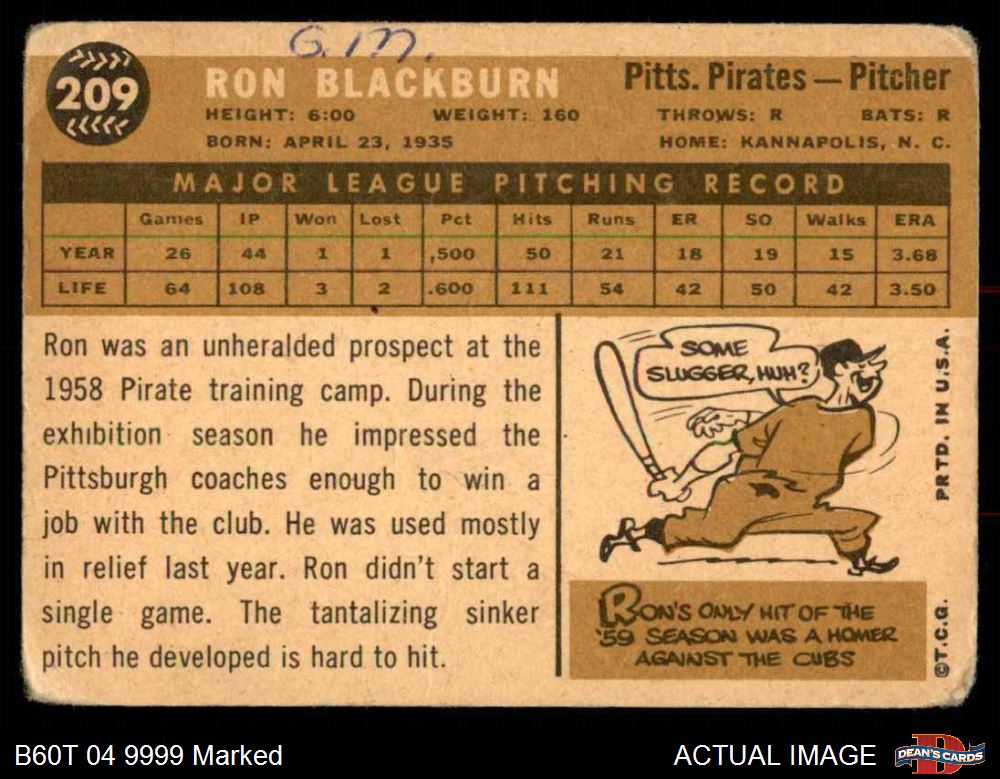 G.M.
209
RON BLACKBURN
Pitts. Pirates — Pitcher
HEIGHT: 6:00 WEIGHT: 160 THROWS: R BATS: R
BORN: APRIL 23, 1935 HOME: KANNAPOLIS, N. C.
MAJOR LEAGUE PITCHING RECORD
Games IP Won Lost Pct Hits Runs ER SO Walks ERA
YEAR 26 44 1 1 ,500 50 21 18 19 15 3.68
LIFE 64 108 3 2 .600 111 54 42 50 42 3.50
Ron was an unheralded prospect at the
1958 Pirate training camp. During the
exhibition season he impressed the
Pittsburgh coaches enough to win a
job with the club. He was used mostly
in relief last year. Ron didn't start a
single game. The tantalizing sinker
pitch he developed is hard to hit.
SOME
SLUGGER, HUH?
RON'S ONLY HIT OF THE
'59 SEASON WAS A HOMER
AGAINST THE CUBS
©T.C.G. PRTD. IN U.S.A.
B60T 04 9999 Marked
ACTUAL IMAGE
DEAN'S CARDS